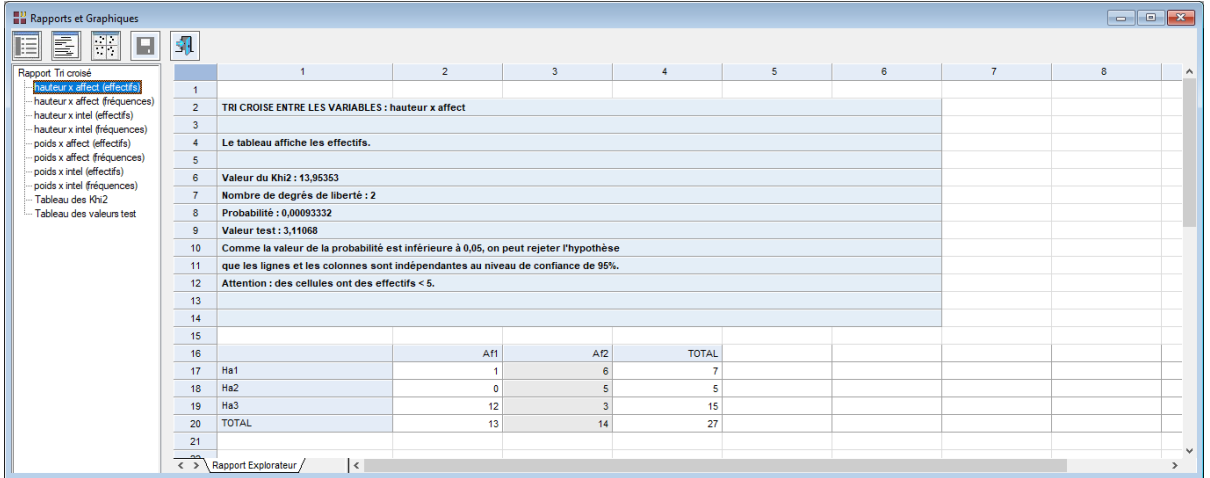 Rapports et Graphiques
Rapport Tri croisé
hauteur x affect (effectifs)
hauteur x affect (fréquences)
hauteur x intel (effectifs)
hauteur x intel (fréquences)
poids x affect (effectifs)
poids x affect (fréquences)
poids x intel (effectifs)
poids x intel (fréquences)
Tableau des Khi2
Tableau des valeurs test
1 2 3 4 5 6 7 8
1
2 TRI CROISE ENTRE LES VARIABLES : hauteur x affect
3
4 Le tableau affiche les effectifs.
5
6 Valeur du Khi2 : 13,95353
7 Nombre de degrés de liberté : 2
8 Probabilité : 0,00093332
9 Valeur test : 3,11068
10 Comme la valeur de la probabilité est inférieure à 0,05, on peut rejeter l'hypothèse
11 que les lignes et les colonnes sont indépendantes au niveau de confiance de 95%.
12 Attention : des cellules ont des effectifs < 5.
13
14
15
16 Af1 Af2 TOTAL
17 Ha1 1 6 7
18 Ha2 0 5 5
19 Ha3 12 3 15
20 TOTAL 13 14 27
21
Rapport Explorateur